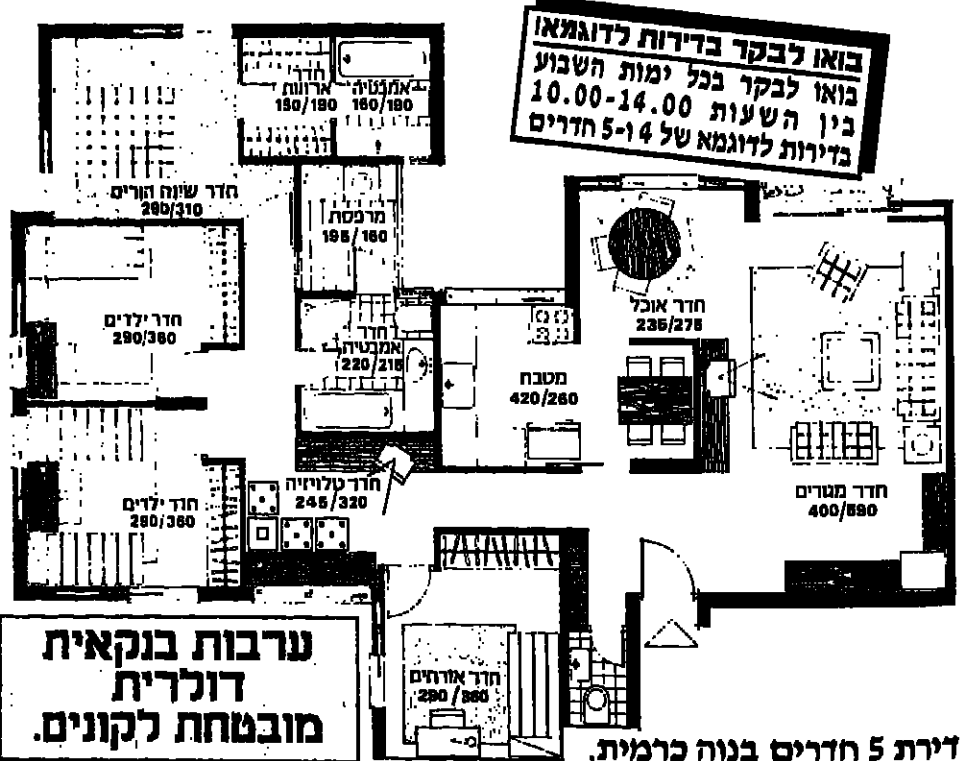 בואו לבקר בדירות לדוגמאו
בואו לבקר בכל ימות השבוע
בין השעות 10.00-14.00
בדירות לדוגמא של 4 ו-5 חדרים
חדר ארונות
150/190
אמבטיה
160/190
חדר שינה הורים
290/310
מרפסת
195/160
חדר ילדים
290/360
חדר
אמבטיה
220/215
חדר אוכל
235/275
מטבח
420/260
חדר טלויזיה
245/320
חדר ילדים
290/360
חדר מגורים
400/590
חדר אורחים
290/360
ערבות בנקאית
דולרית
מובטחת לקונים.
דירת 5 חדרים בנוה כרמית.